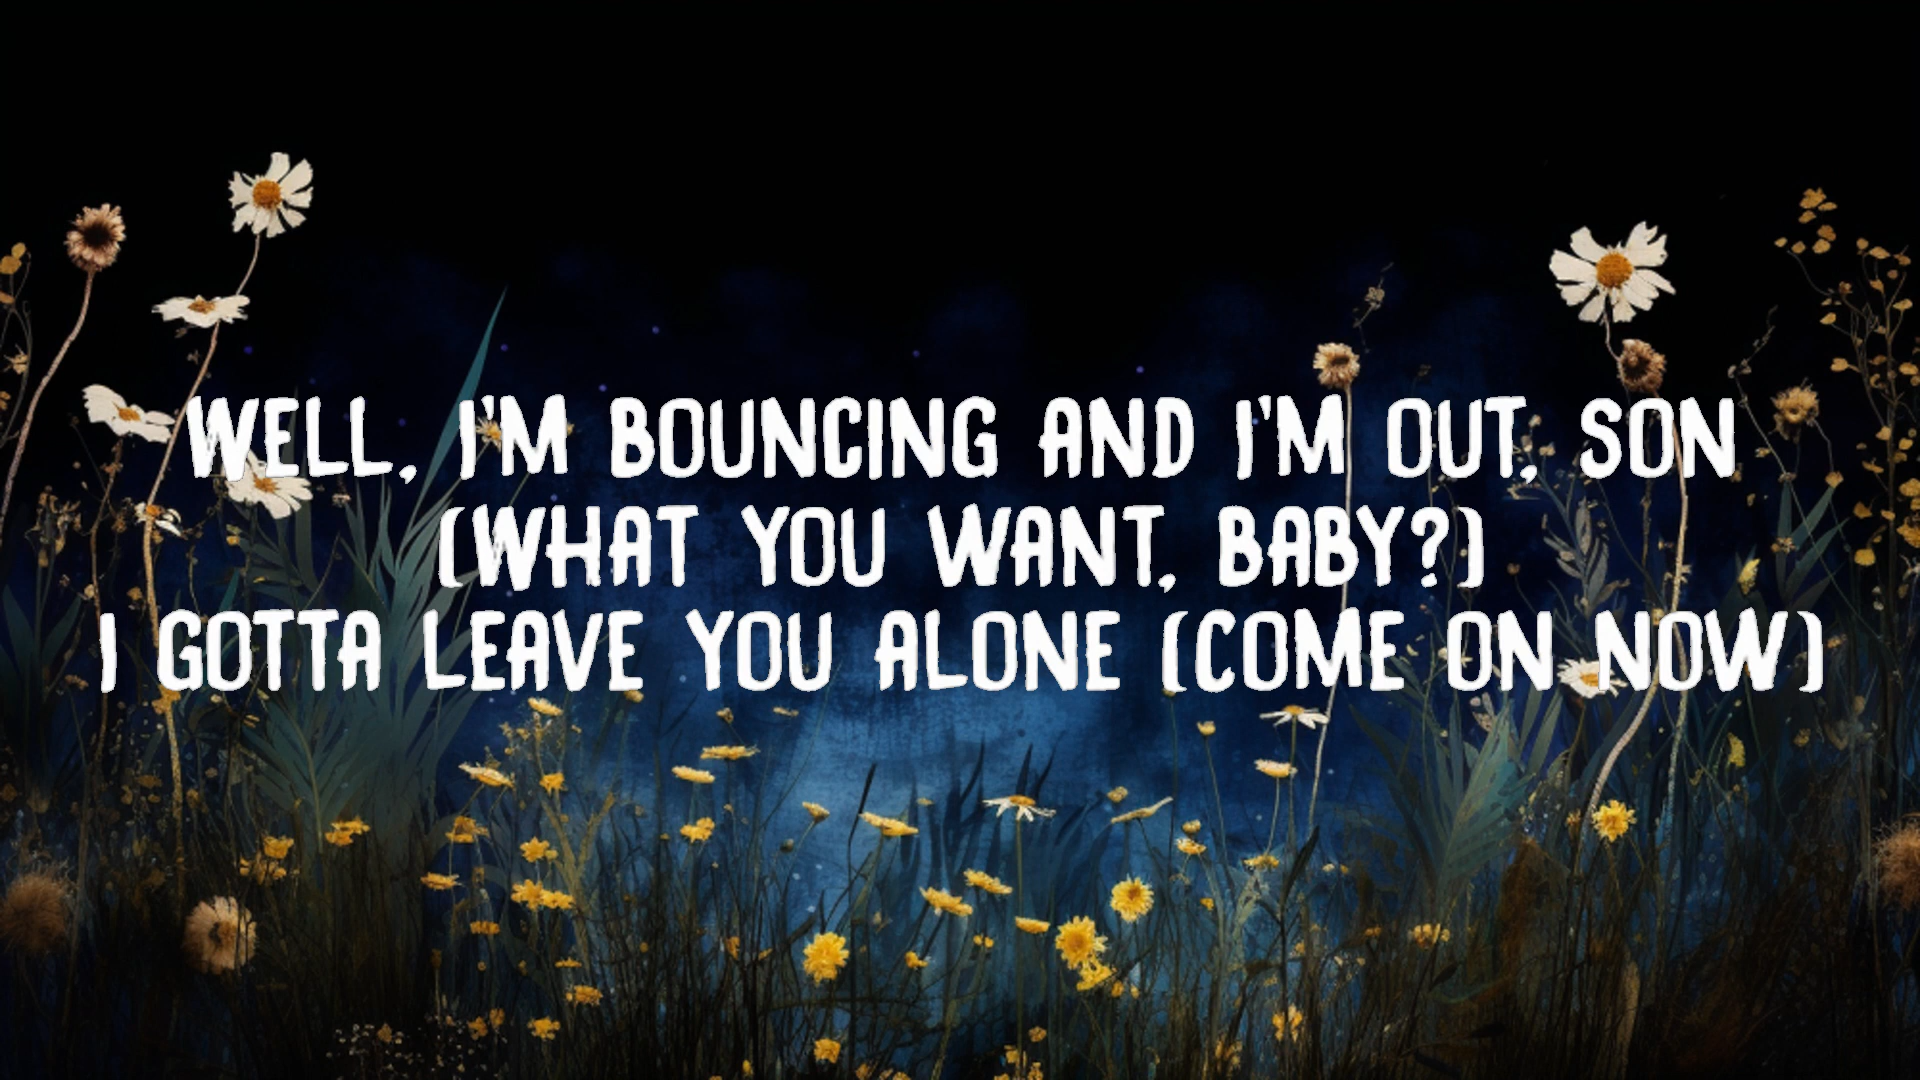 WELL, I'M BOUNCING AND I'M OUT, SON
(WHAT YOU WANT, BABY?)
I GOTTA LEAVE YOU ALONE (COME ON NOW)